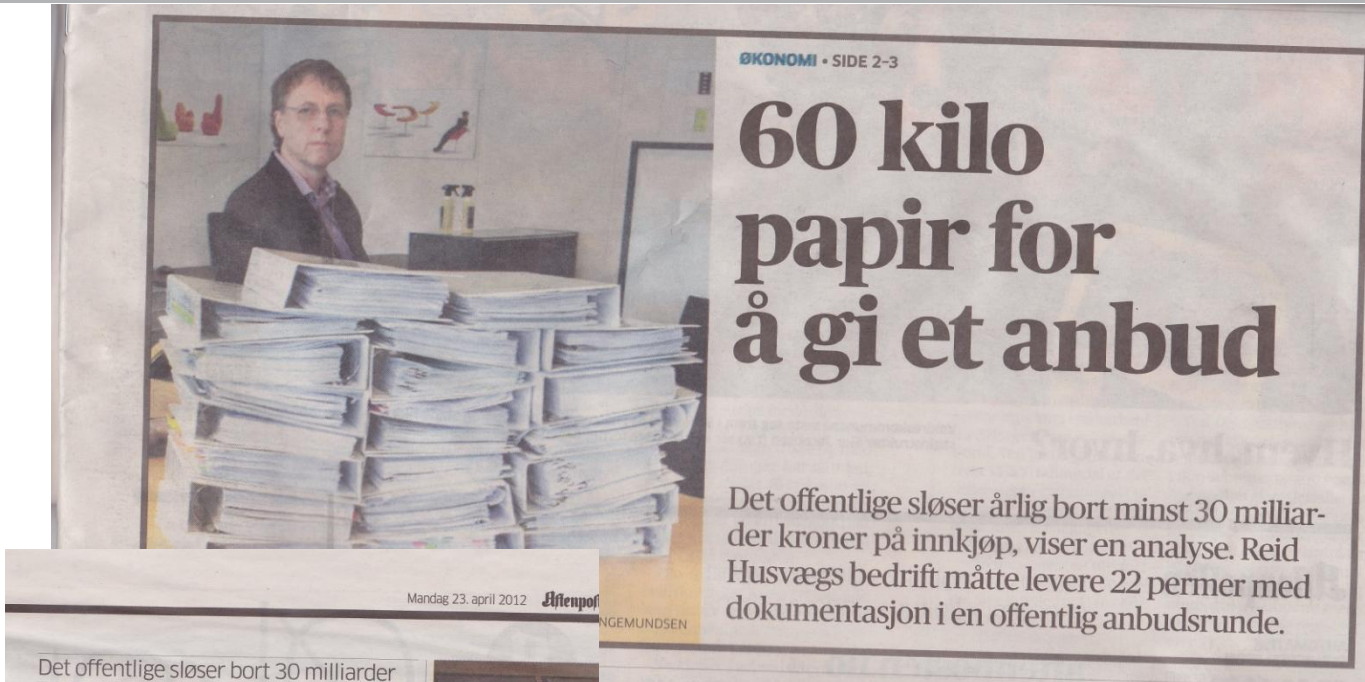 ØKONOMI • SIDE 2–3
60 kilo
papir for
å gi et anbud
Det offentlige sløser årlig bort minst 30 milliar-
der kroner på innkjøp, viser en analyse. Reid
Husvægs bedrift måtte levere 22 permer med
dokumentasjon i en offentlig anbudsrunde.
NGEMUNDSEN
Mandag 23. april 2012 Aftenpost
Det offentlige sløser bort 30 milliarder